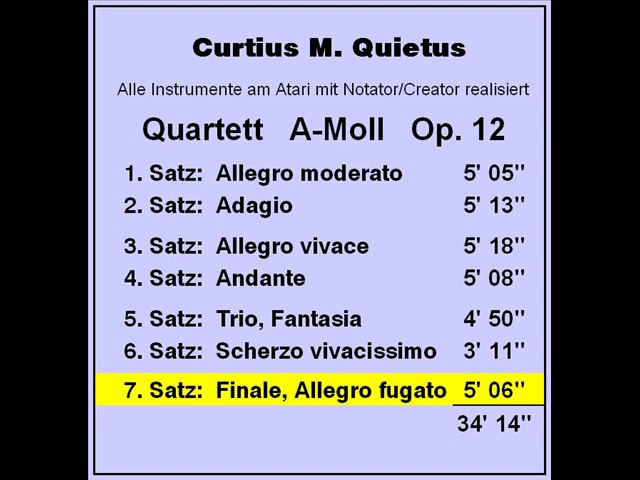 Curtius M. Quietus
Alle Instrumente am Atari mit Notator/Creator realisiert
Quartett A-Moll Op. 12
1. Satz: Allegro moderato 5' 05"
2. Satz: Adagio 5' 13"
3. Satz: Allegro vivace 5' 18"
4. Satz: Andante 5' 08"
5. Satz: Trio, Fantasia 4' 50"
6. Satz: Scherzo vivacissimo 3' 11"
7. Satz: Finale, Allegro fugato 5' 06"
34' 14"